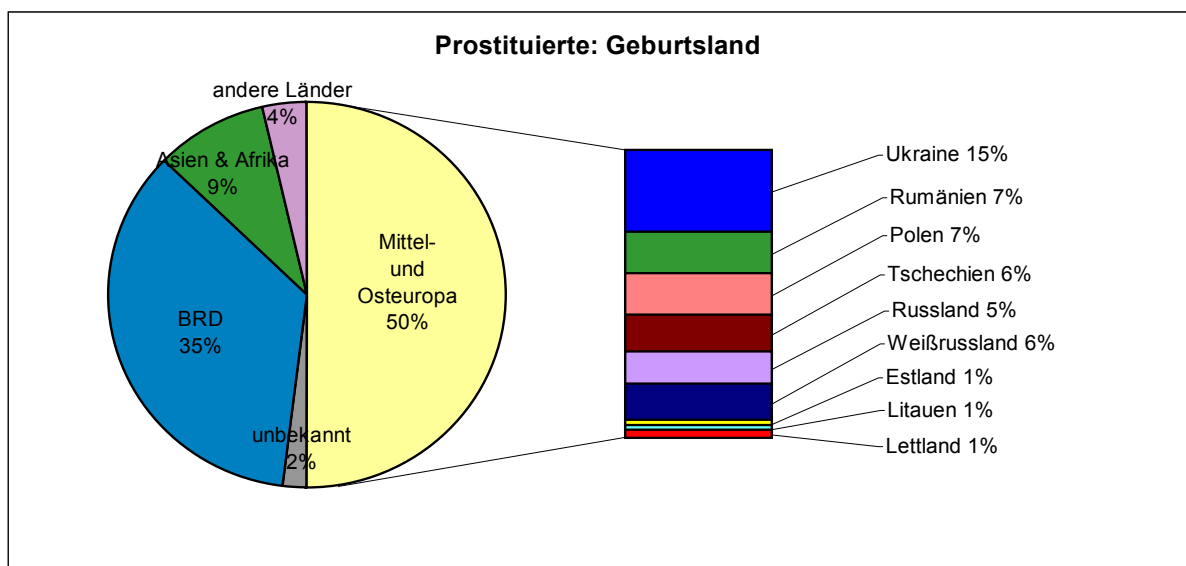 Prostituierte: Geburtsland
andere Länder
4%
Asien & Afrika
9%
Mittel-
und
Osteuropa
50%
BRD
35%
unbekannt
2%
Ukraine 15%
Rumänien 7%
Polen 7%
Tschechien 6%
Russland 5%
Weißrussland 6%
Estland 1%
Litauen 1%
Lettland 1%